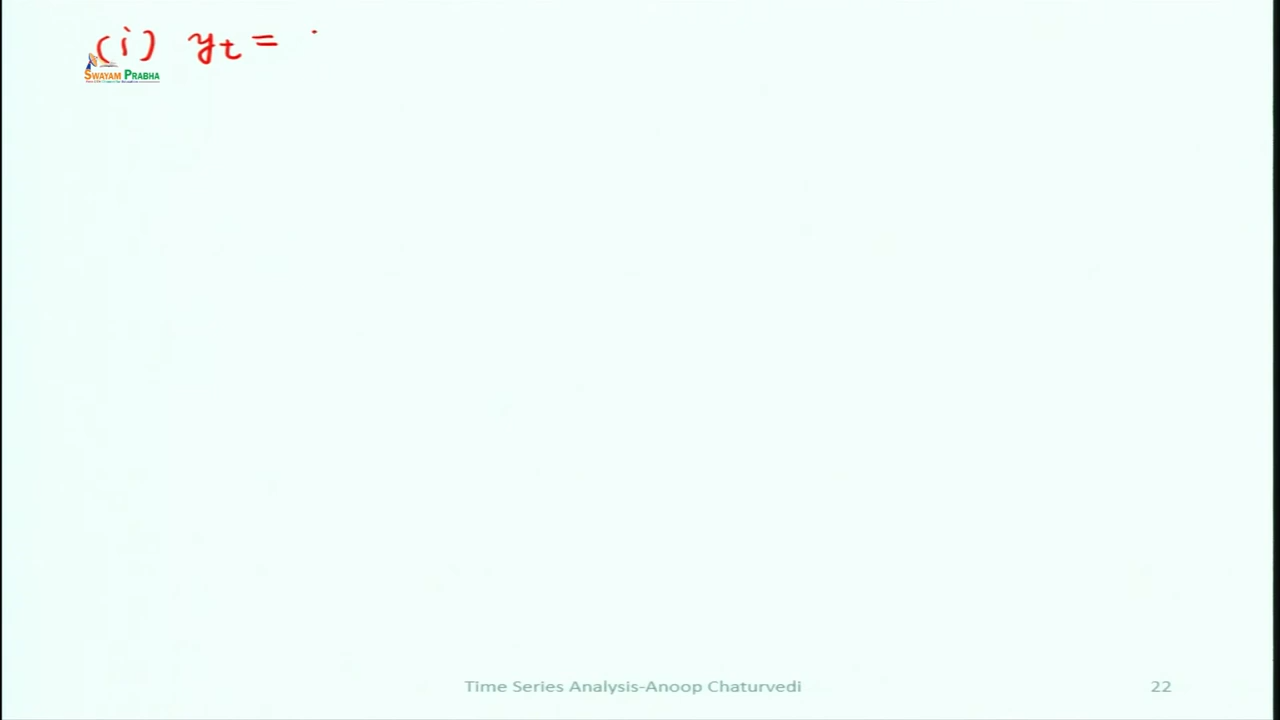 (i) yt =
SWAYAM PRABHA
Time Series Analysis-Anoop Chaturvedi
22